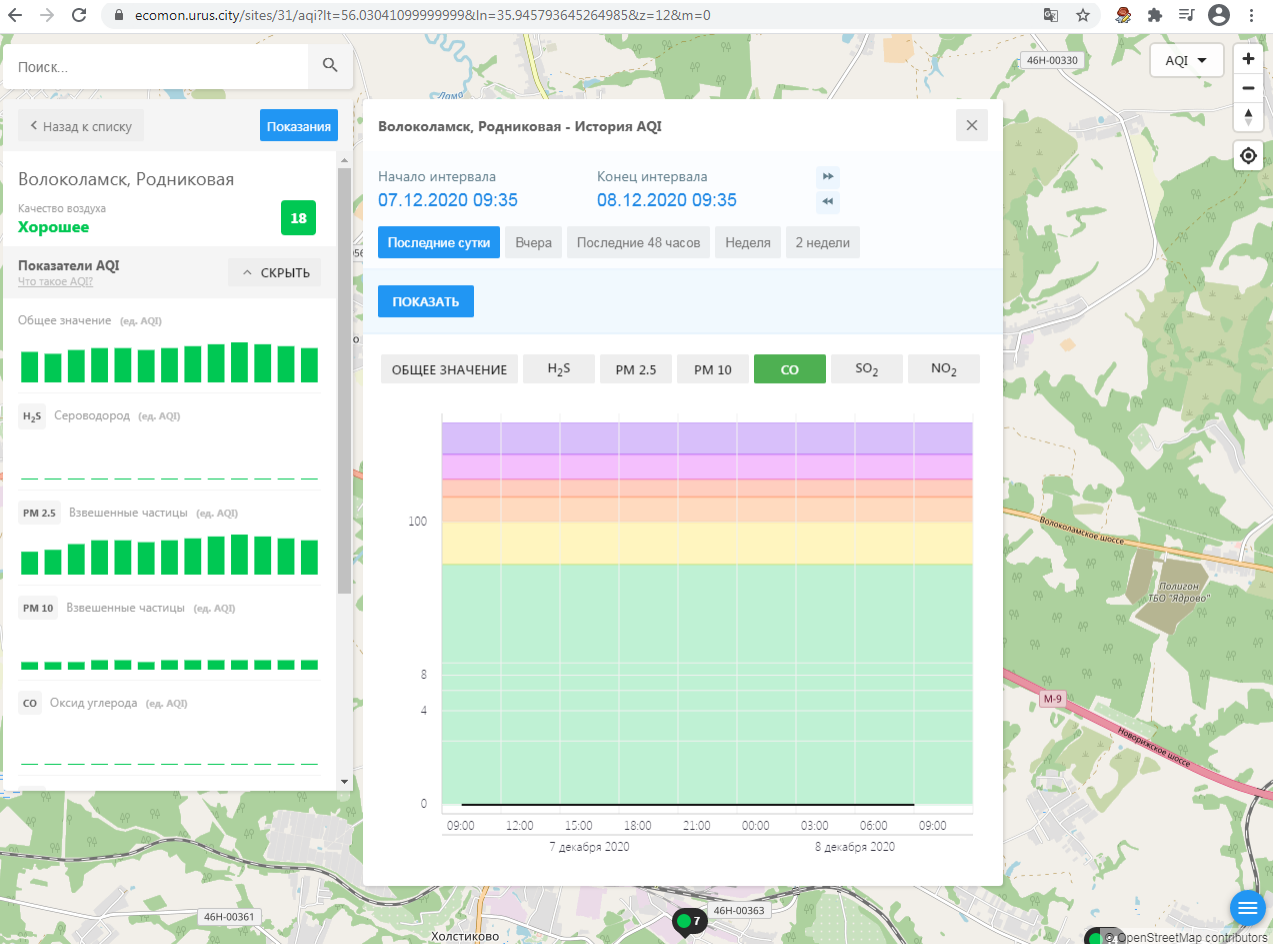 ecomon.urus.city/sites/31/aqi?lt=56.03041099999999&ln=35.945793645264985&z=12&m=0
Поиск...
Назад к списку
Показания
Волоколамск, Родниковая
Качество воздуха
Хорошее
18
Показатели AQI
Что такое AQI?
СКРЫТЬ
Общее значение (ед. AQI)
H₂S Сероводород (ед. AQI)
PM 2.5 Взвешенные частицы (ед. AQI)
PM 10 Взвешенные частицы (ед. AQI)
CO Оксид углерода (ед. AQI)
Волоколамск, Родниковая - История AQI
Начало интервала
07.12.2020 09:35
Конец интервала
08.12.2020 09:35
Последние сутки Вчера Последние 48 часов Неделя 2 недели
ПОКАЗАТЬ
ОБЩЕЕ ЗНАЧЕНИЕ H₂S PM 2.5 PM 10 CO SO₂ NO₂
100
8
4
0
09:00 12:00 15:00 18:00 21:00 00:00 03:00 06:00 09:00
7 декабря 2020 8 декабря 2020
AQI
46Н-00330
Лама
Волоколамское шоссе
Полигон
ТБО "Ядрово"
М-9
Новорижское шоссе
46Н-00361
46Н-00363
7
Холстиково
© OpenStreetMap contributors